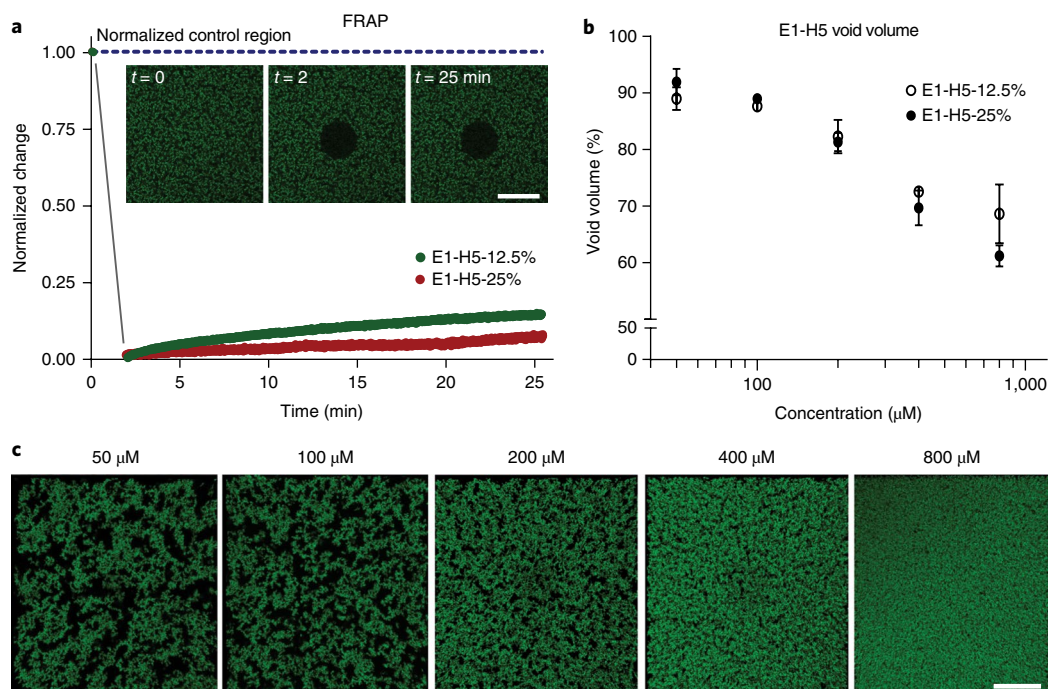 a
FRAP
Normalized control region
1.00
0.75
0.50
0.25
0.00
Normalized change
t = 0
t = 2
t = 25 min
E1-H5-12.5%
E1-H5-25%
0
5
10
15
20
25
Time (min)
b
E1-H5 void volume
100
90
80
70
60
50
0
Void volume (%)
E1-H5-12.5%
E1-H5-25%
100
1,000
Concentration (μM)
c
50 μM
100 μM
200 μM
400 μM
800 μM